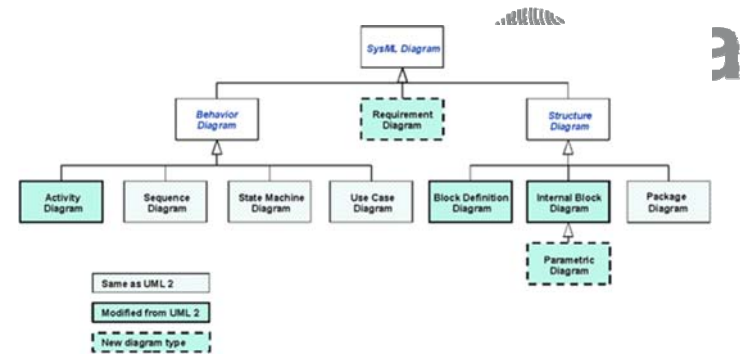 SysML Diagram
Behavior
Diagram
Requirement
Diagram
Structure
Diagram
Activity
Diagram
Sequence
Diagram
State Machine
Diagram
Use Case
Diagram
Block Definition
Diagram
Internal Block
Diagram
Package
Diagram
Parametric
Diagram
Same as UML 2
Modified from UML 2
New diagram type